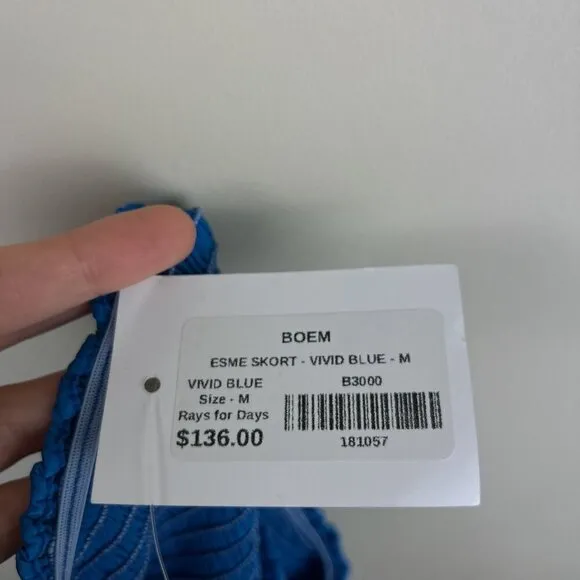 BOEM
ESME SKORT - VIVID BLUE - M
VIVID BLUE B3000
Size - M
Rays for Days
$136.00
181057